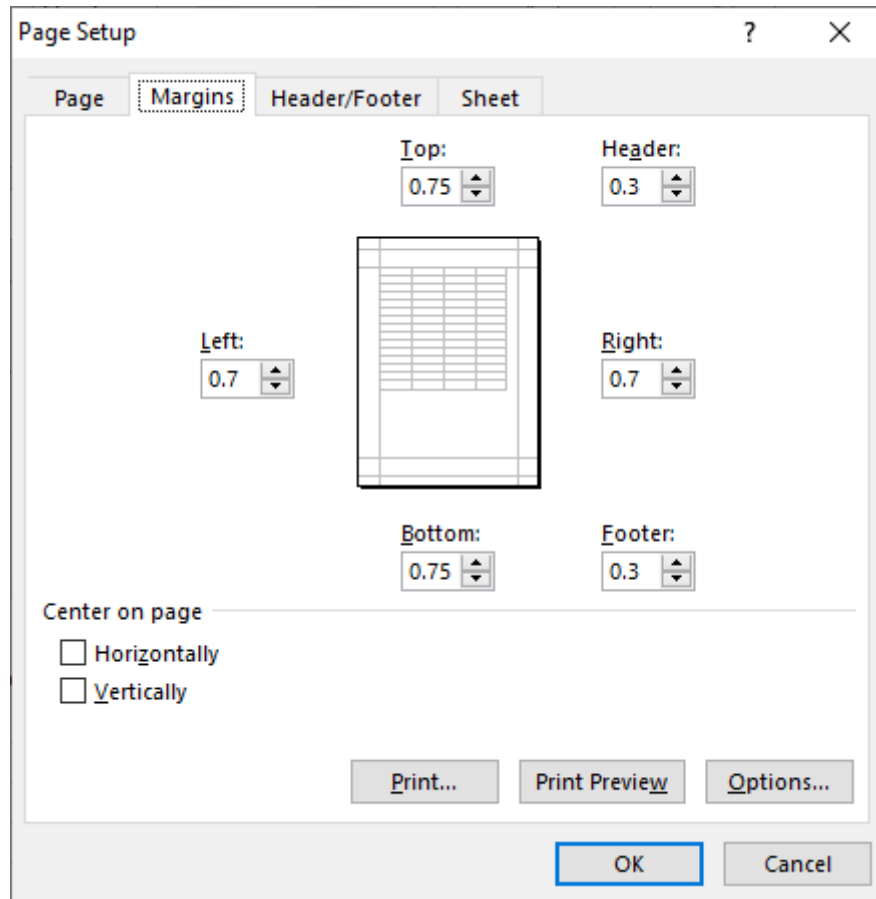 Page Setup ?
Page Margins Header/Footer Sheet
Top: Header:
0.75 0.3
Left: Right:
0.7 0.7
Bottom: Footer:
0.75 0.3
Center on page
Horizontally
Vertically
Print... Print Preview Options...
OK Cancel